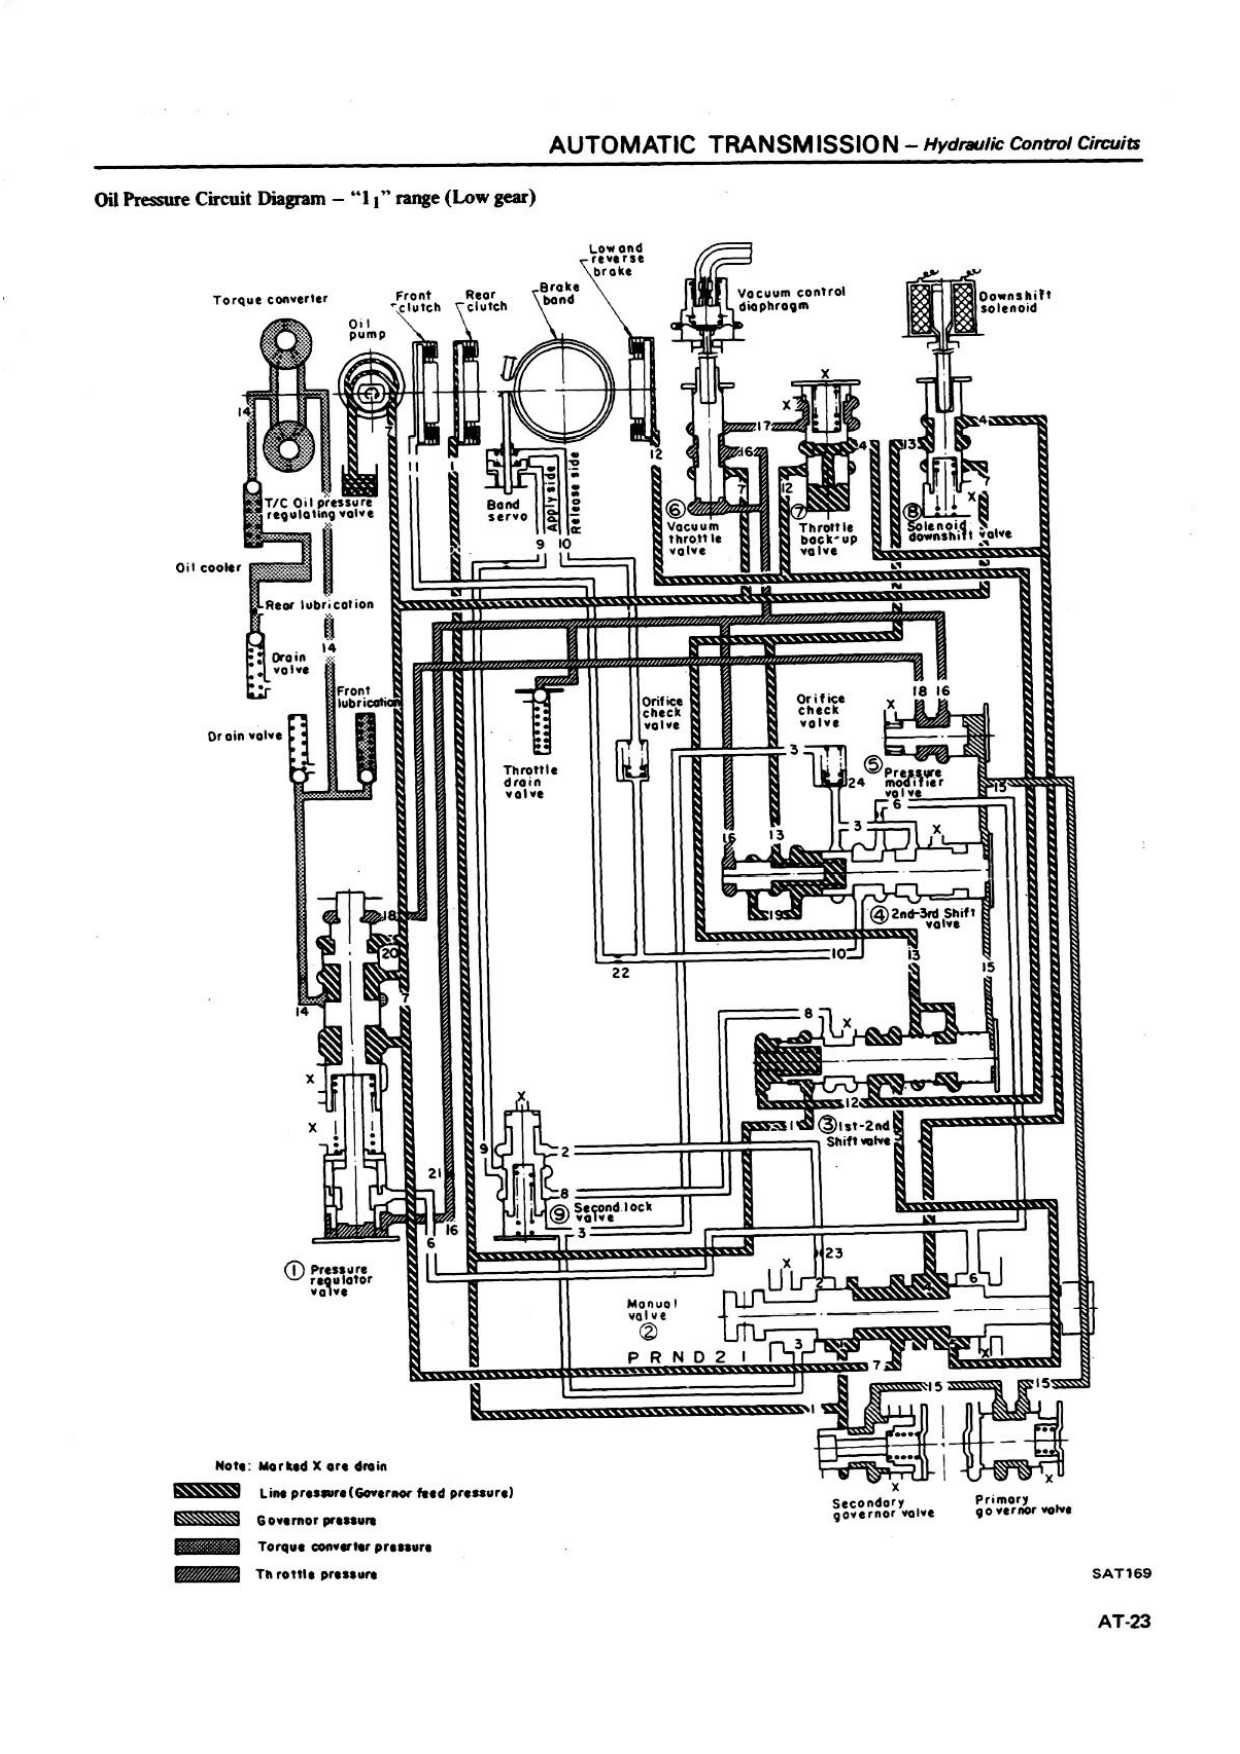 AUTOMATIC TRANSMISSION – Hydraulic Control Circuits
Oil Pressure Circuit Diagram – "1₁" range (Low gear)
Low and
reverse
brake
Torque converter
Front
clutch
Rear
clutch
Brake
band
Vacuum control
diaphragm
Downshift
solenoid
Oil
pump
X
X
14
7
17
4
4
13
16
12
7
12
7
X
1
T/C Oil pressure
regulating valve
Band
servo
Apply side
Release side
6
Vacuum
throttle
valve
7
Throttle
back-up
valve
8
Solenoid
downshift valve
9
10
Oil cooler
Rear lubrication
14
Drain
valve
Front
lubrication
Drain valve
Orifice
check
valve
Orifice
check
valve
18
16
X
3
24
5
Pressure
modifier
valve
15
6
Throttle
drain
valve
16
13
3
X
19
4
2nd-3rd Shift
valve
18
20
10
13
15
22
7
14
8
X
X
12
X
X
1
3
1st-2nd
Shift valve
9
2
21
8
9
Second lock
valve
3
16
6
23
1
Pressure
regulator
valve
X
2
4
6
Manual
valve
2
3
1
5
X
P R N D 2 1
7
15
15
1
X
X
Secondary
governor valve
Primary
governor valve
Note: Marked X are drain
Line pressure (Governor feed pressure)
Governor pressure
Torque converter pressure
Throttle pressure
SAT169
AT-23